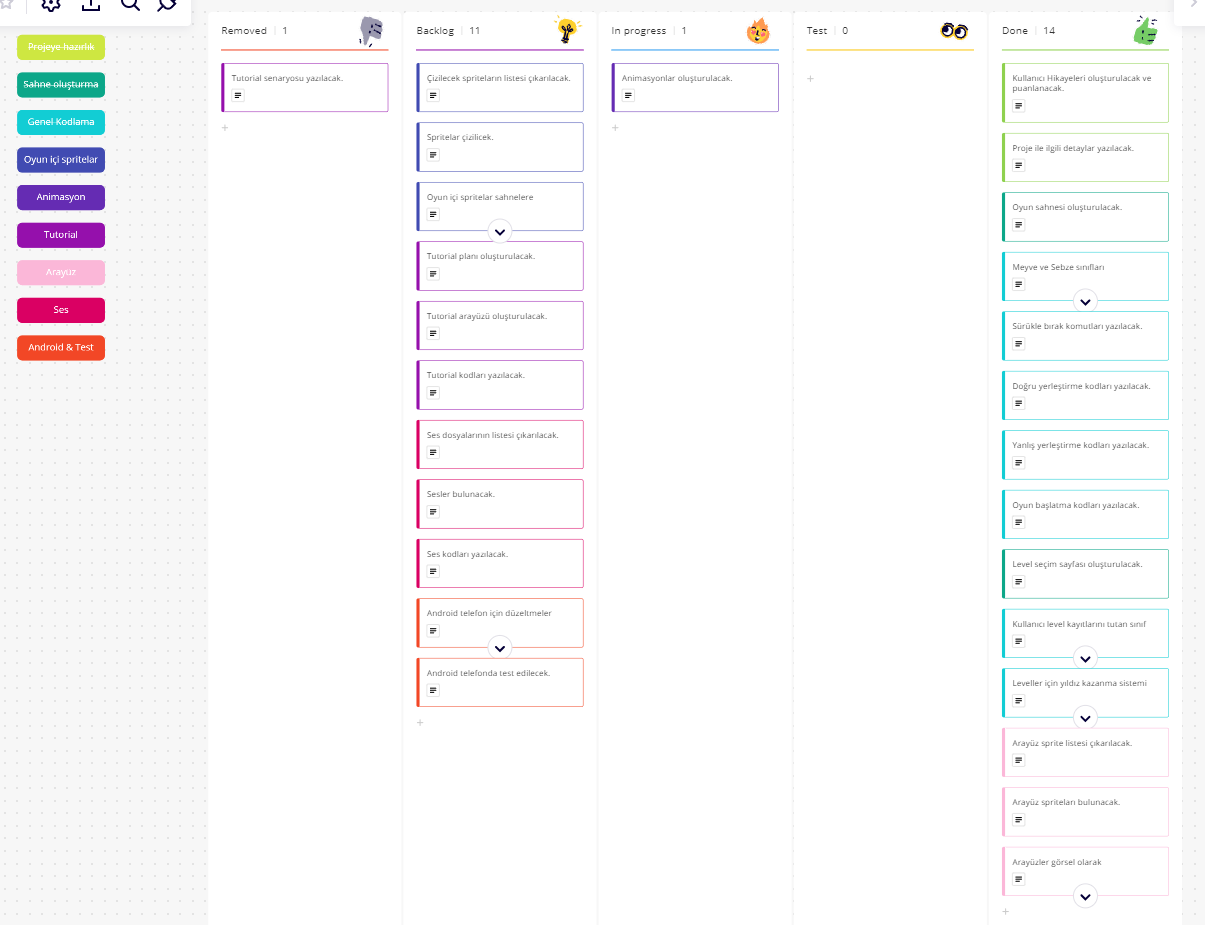 Projeye hazırlık
Sahne oluşturma
Genel Kodlama
Oyun içi spritelar
Animasyon
Tutorial
Arayüz
Ses
Android & Test
Removed | 1
Tutorial senaryosu yazılacak.
Backlog | 11
Çizilecek spriteların listesi çıkarılacak.
Spritelar çizilicek.
Oyun içi spritelar sahnelere
Tutorial planı oluşturulacak.
Tutorial arayüzü oluşturulacak.
Tutorial kodları yazılacak.
Ses dosyalarının listesi çıkarılacak.
Sesler bulunacak.
Ses kodları yazılacak.
Android telefon için düzeltmeler
Android telefonda test edilecek.
In progress | 1
Animasyonlar oluşturulacak.
Test | 0
Done | 14
Kullanıcı Hikayeleri oluşturulacak ve
puanlanacak.
Proje ile ilgili detaylar yazılacak.
Oyun sahnesi oluşturulacak.
Meyve ve Sebze sınıfları
Sürükle bırak komutları yazılacak.
Doğru yerleştirme kodları yazılacak.
Yanlış yerleştirme kodları yazılacak.
Oyun başlatma kodları yazılacak.
Level seçim sayfası oluşturulacak.
Kullanıcı level kayıtlarını tutan sınıf
Leveller için yıldız kazanma sistemi
Arayüz sprite listesi çıkarılacak.
Arayüz spriteları bulunacak.
Arayüzler görsel olarak